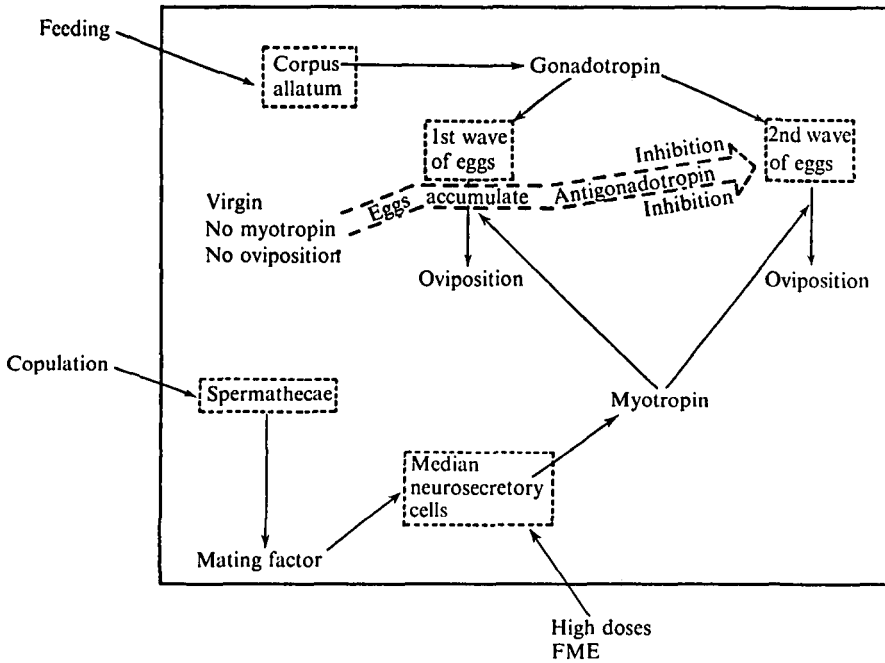 Feeding
Corpus
allatum
Gonadotropin
1st wave
of eggs
2nd wave
of eggs
Inhibition
Eggs accumulate Antigonadotropin
Inhibition
Virgin
No myotropin
No oviposition
Oviposition
Oviposition
Copulation
Spermathecae
Myotropin
Median
neurosecretory
cells
Mating factor
High doses
FME